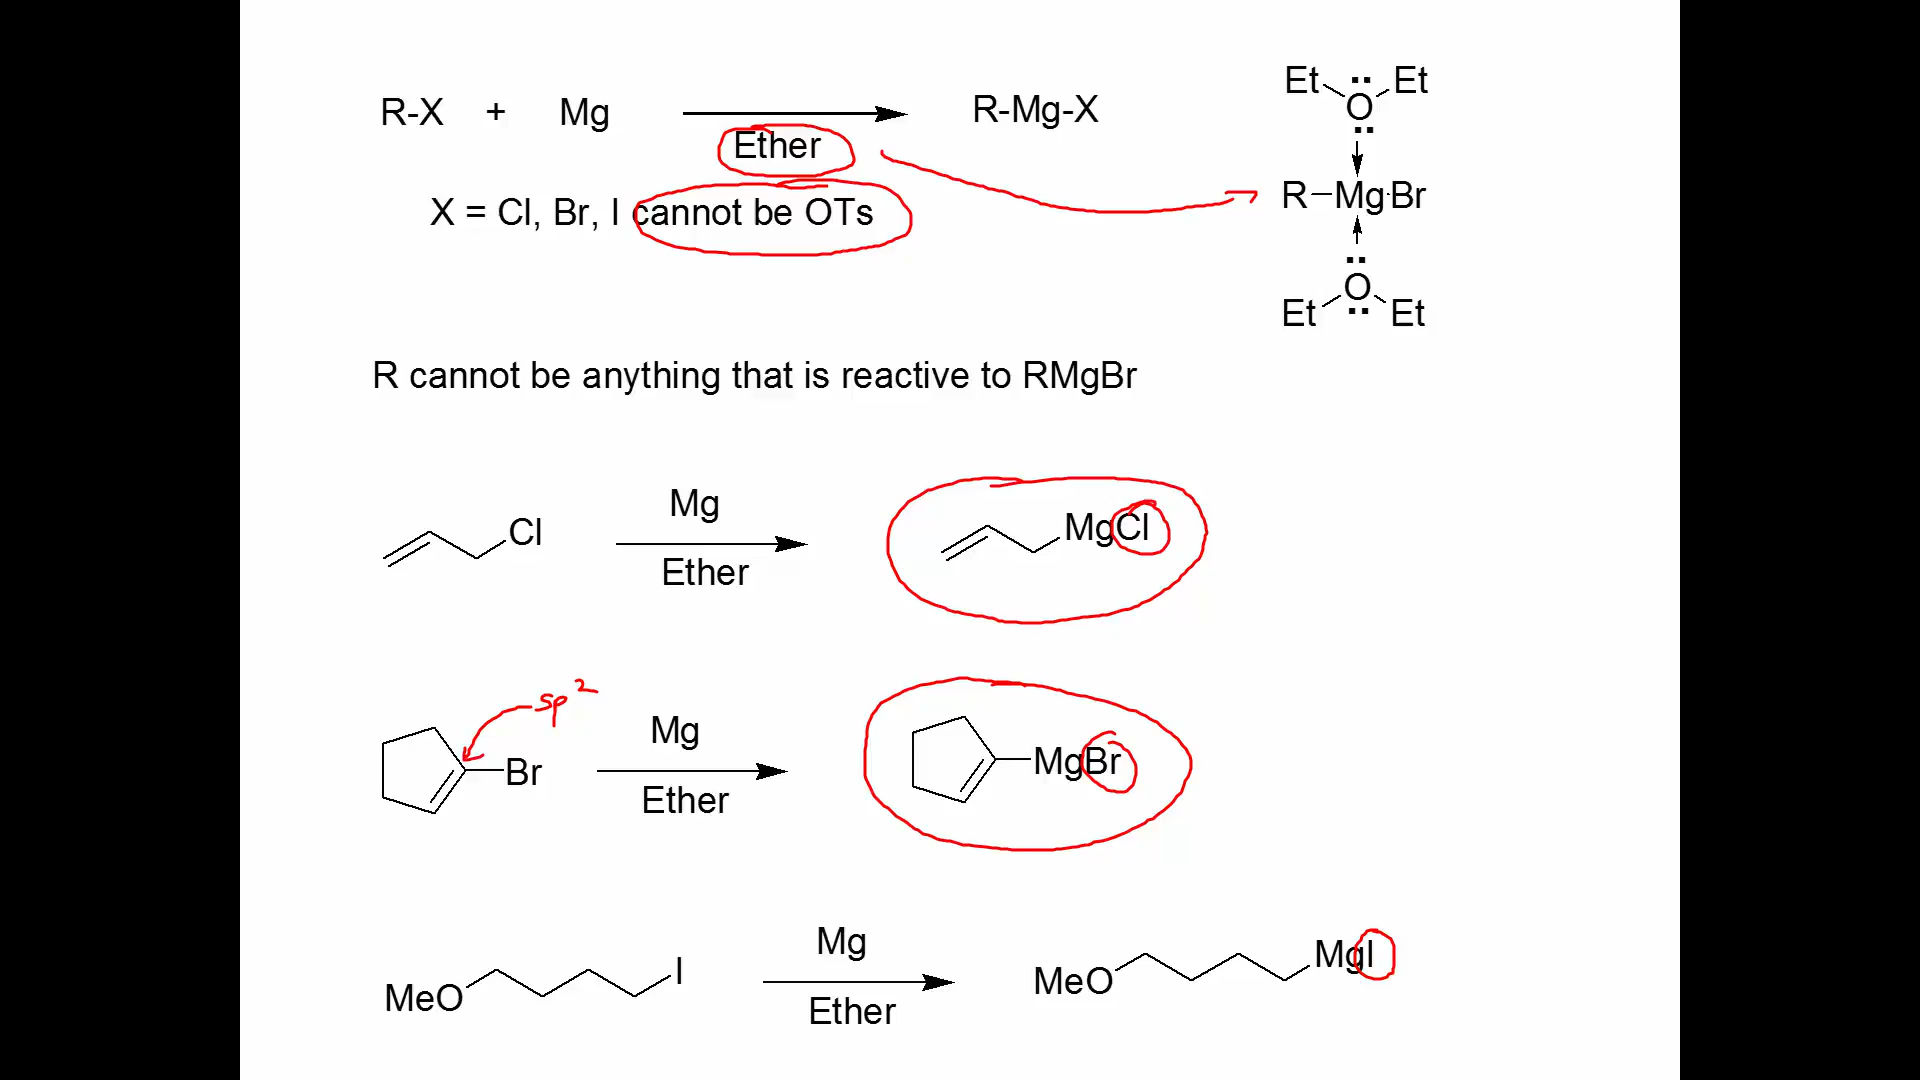 R-X + Mg Ether R-Mg-X
X = Cl, Br, I cannot be OTs
Et O Et
R Mg Br
O
Et Et
R cannot be anything that is reactive to RMgBr
Cl Mg Ether MgCl
sp²
Br Mg Ether MgBr
MeO I Mg Ether MeO MgI